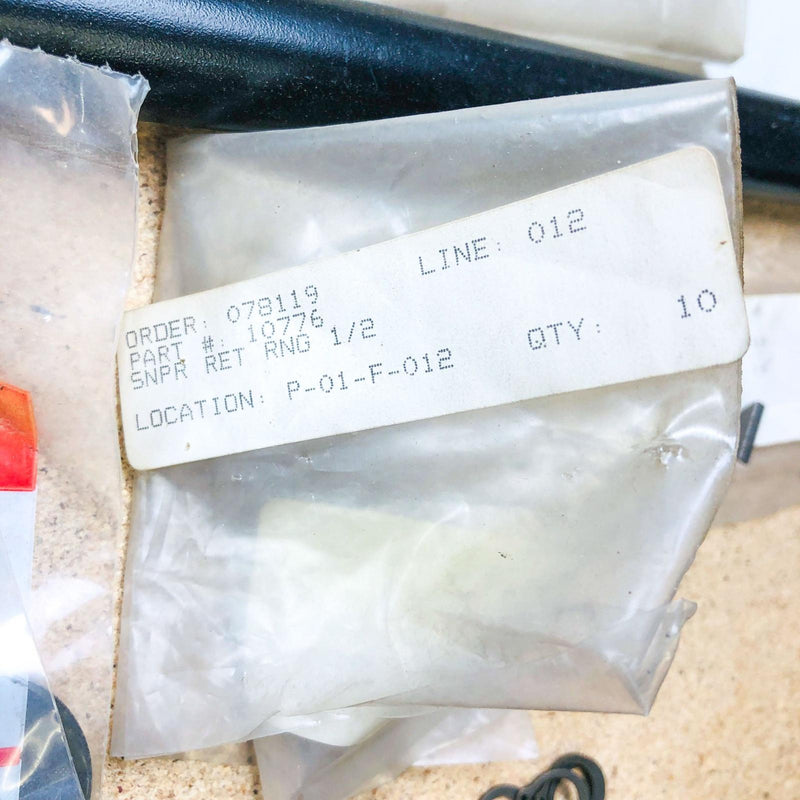 LINE: 012
ORDER: 078119
PART #: 10776
SNPR RET RNG 1/2
QTY: 10
LOCATION: P-01-F-012